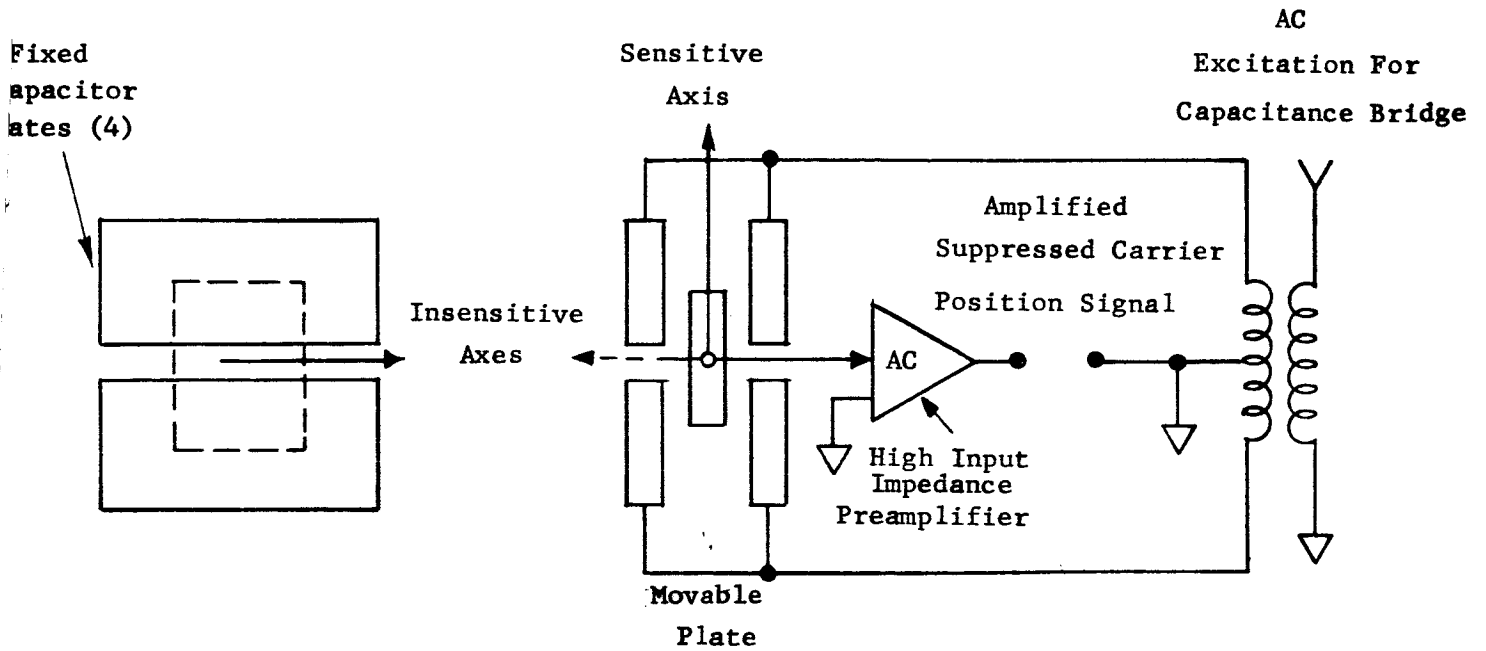 Fixed
apacitor
ates (4)
Sensitive
Axis
AC
Excitation For
Capacitance Bridge
Insensitive
Axes
Amplified
Suppressed Carrier
Position Signal
AC
High Input
Impedance
Preamplifier
Movable
Plate